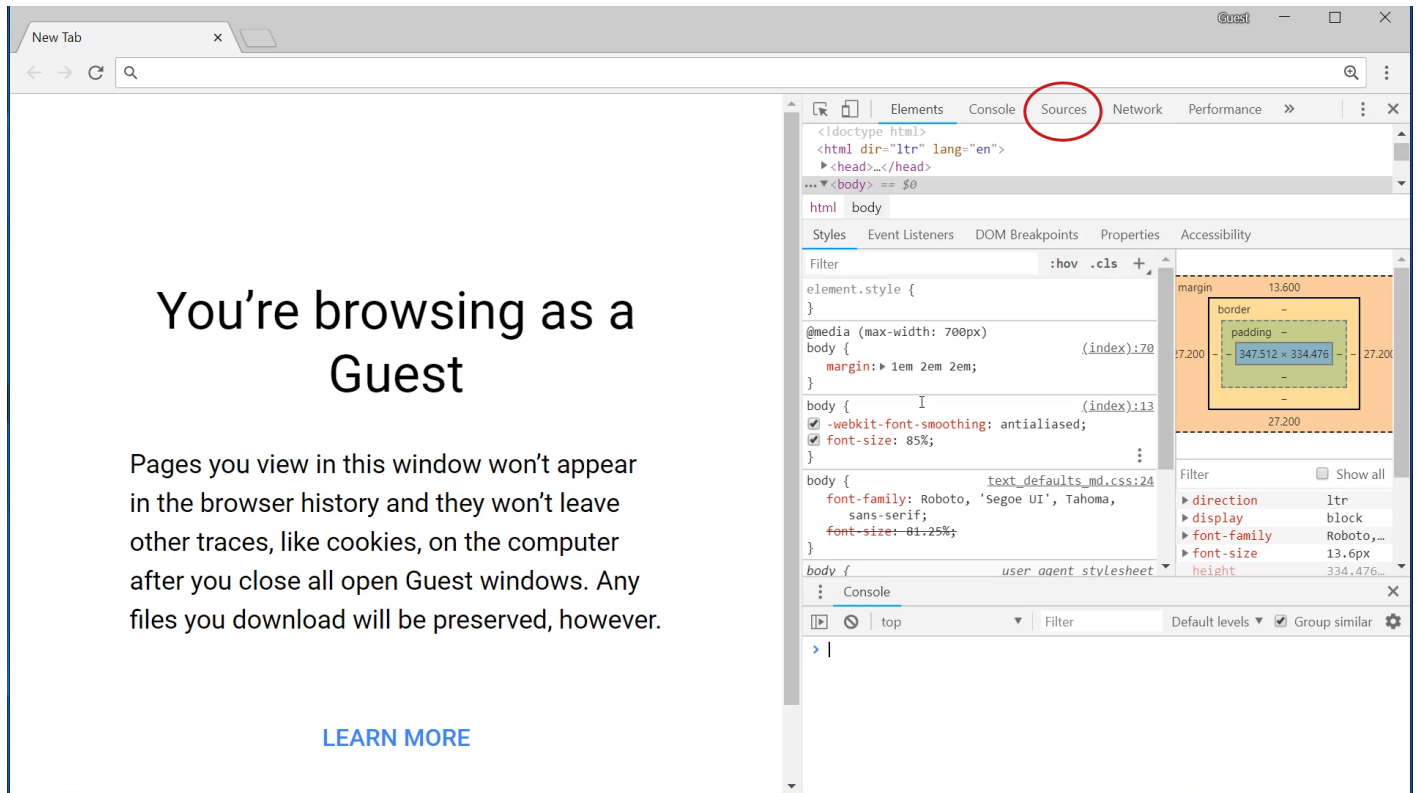 Guest
New Tab
Elements Console Sources Network Performance »
<!doctype html>
<html dir="ltr" lang="en">
<head>…</head>
<body> == $0
html body
Styles Event Listeners DOM Breakpoints Properties Accessibility
Filter :hov .cls +
element.style {
}
@media (max-width: 700px)
body { (index):70
margin: 1em 2em 2em;
}
body { (index):13
-webkit-font-smoothing: antialiased;
font-size: 85%;
}
body { text_defaults_md.css:24
font-family: Roboto, 'Segoe UI', Tahoma,
sans-serif;
font-size: 81.25%;
}
body { user agent stylesheet
margin 13.600
border –
padding –
27.200 – – 347.512 × 334.476 – – 27.200
–
–
27.200
Filter Show all
direction ltr
display block
font-family Roboto,…
font-size 13.6px
height 334.476…
Console
top Filter Default levels Group similar
>
You’re browsing as a
Guest
Pages you view in this window won’t appear
in the browser history and they won’t leave
other traces, like cookies, on the computer
after you close all open Guest windows. Any
files you download will be preserved, however.
LEARN MORE